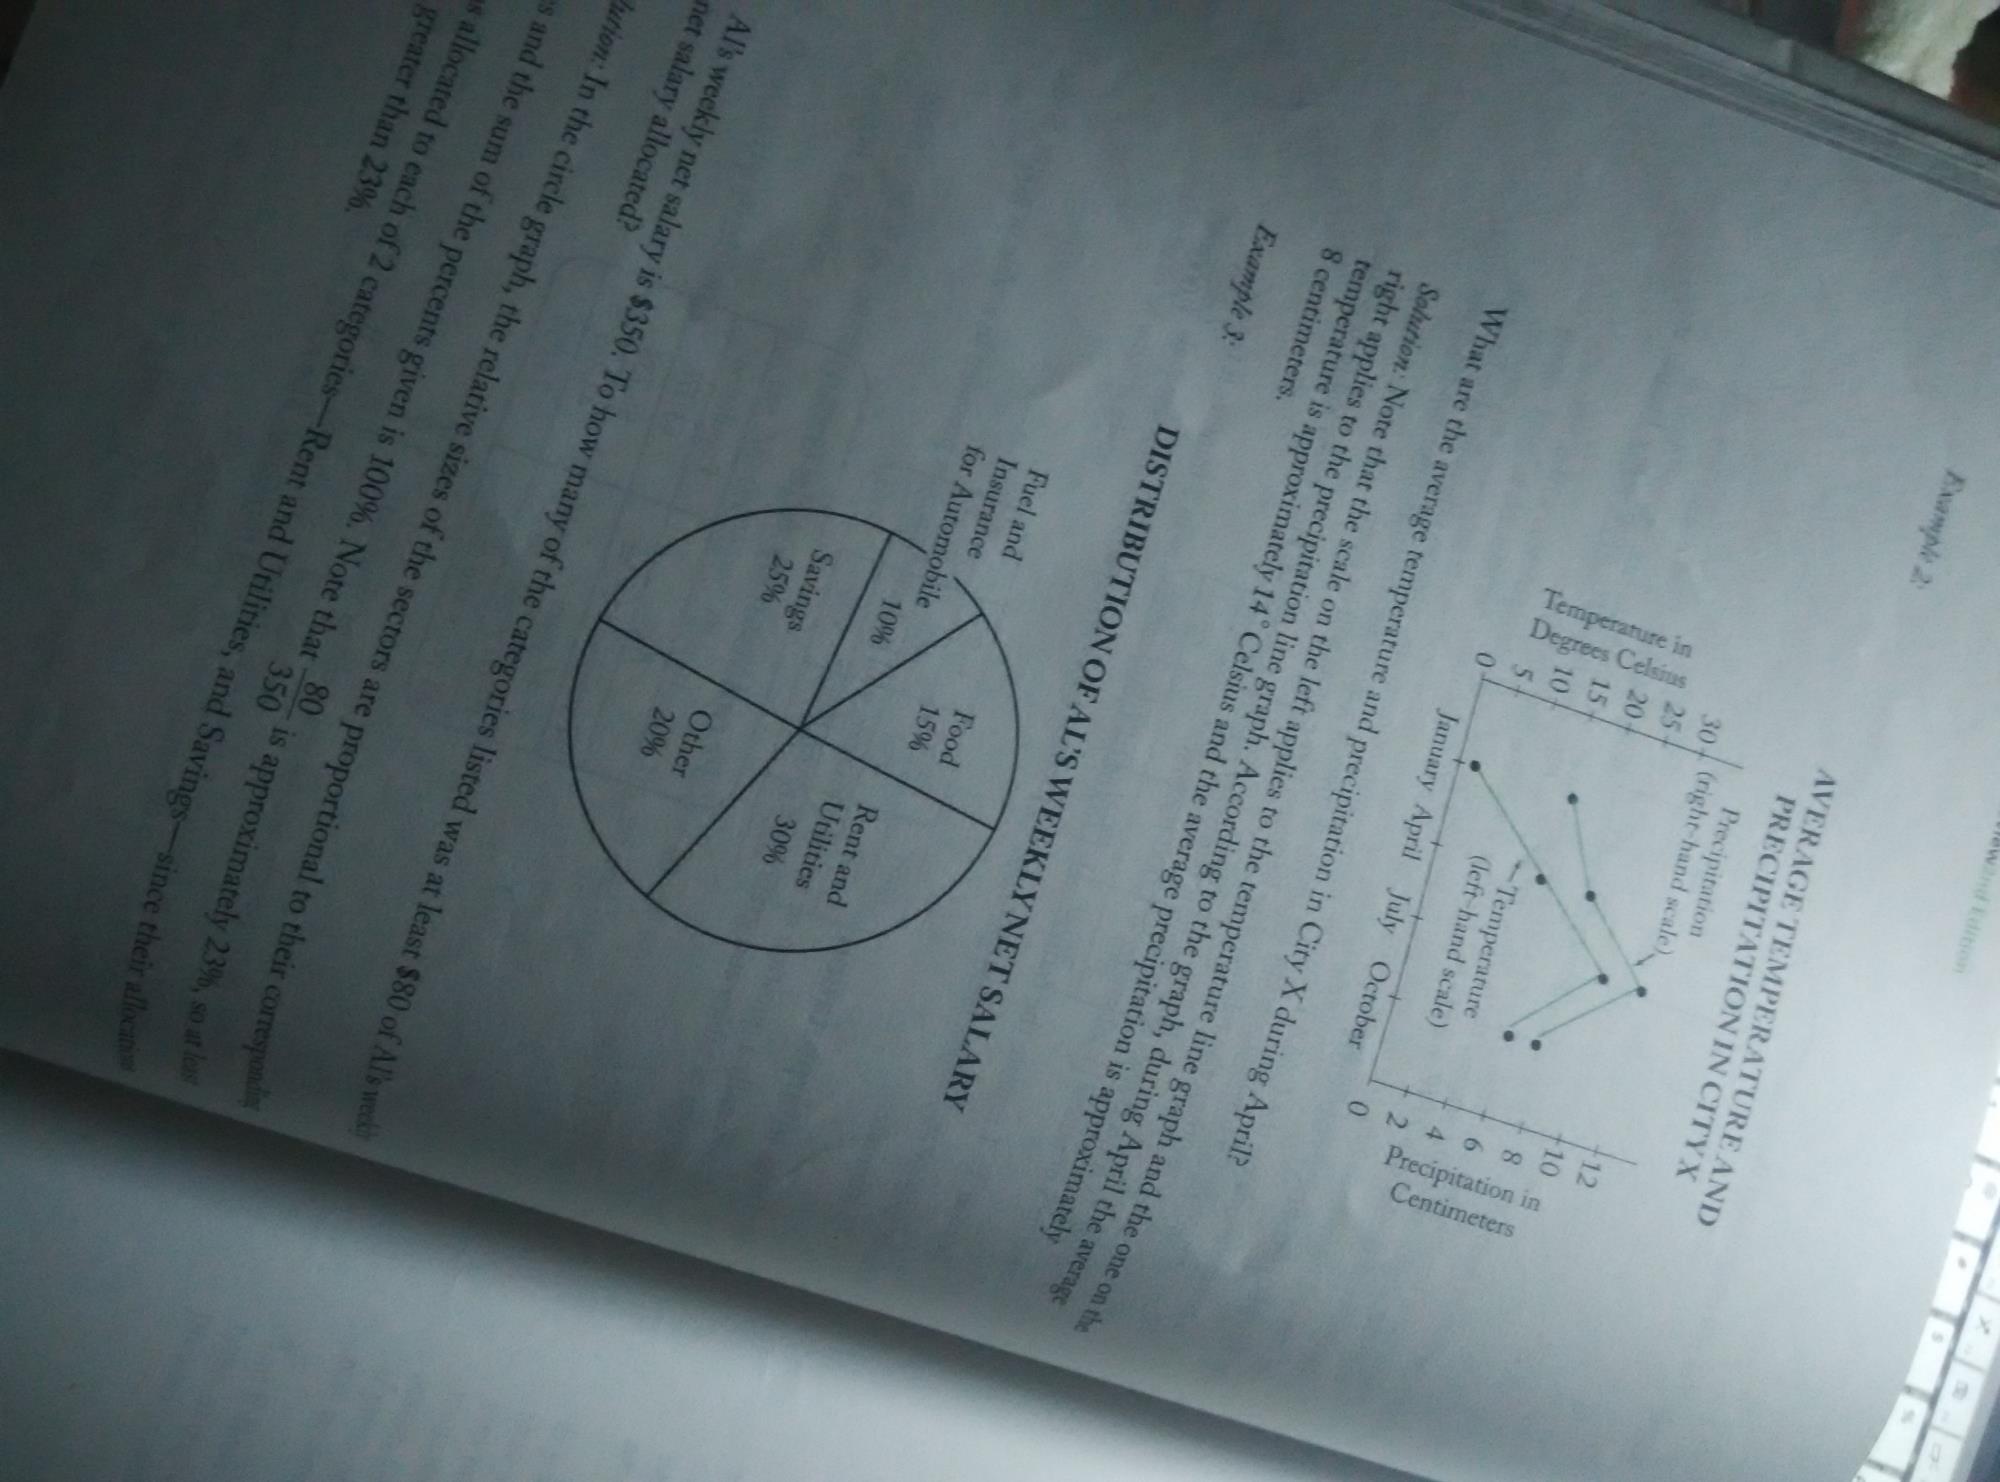 Example 2:
AVERAGE TEMPERATURE AND
PRECIPITATION IN CITY X
Temperature in
Degrees Celsius
Precipitation
(right-hand scale)
30
25
20
15
10
5
0
Temperature
(left-hand scale)
12
10
8
6
4
2
0
Precipitation in
Centimeters
January April July October
What are the average temperature and precipitation in City X during April?
Solution: Note that the scale on the left applies to the temperature line graph and the one on the
right applies to the precipitation line graph. According to the graph, during April the average
temperature is approximately 14° Celsius and the average precipitation is approximately
8 centimeters.
Example 3:
DISTRIBUTION OF AL'S WEEKLY NET SALARY
Fuel and
Insurance
for Automobile
10%
Food
15%
Savings
25%
Rent and
Utilities
30%
Other
20%
Al's weekly net salary is $350. To how many of the categories listed was at least $80 of Al's weekly
net salary allocated?
In the circle graph, the relative sizes of the sectors are proportional to their corresponding
and the sum of the percents given is 100%. Note that 80/350 is approximately 23%, so at least
allocated to each of 2 categories—Rent and Utilities, and Savings—since their allocation
greater than 23%.